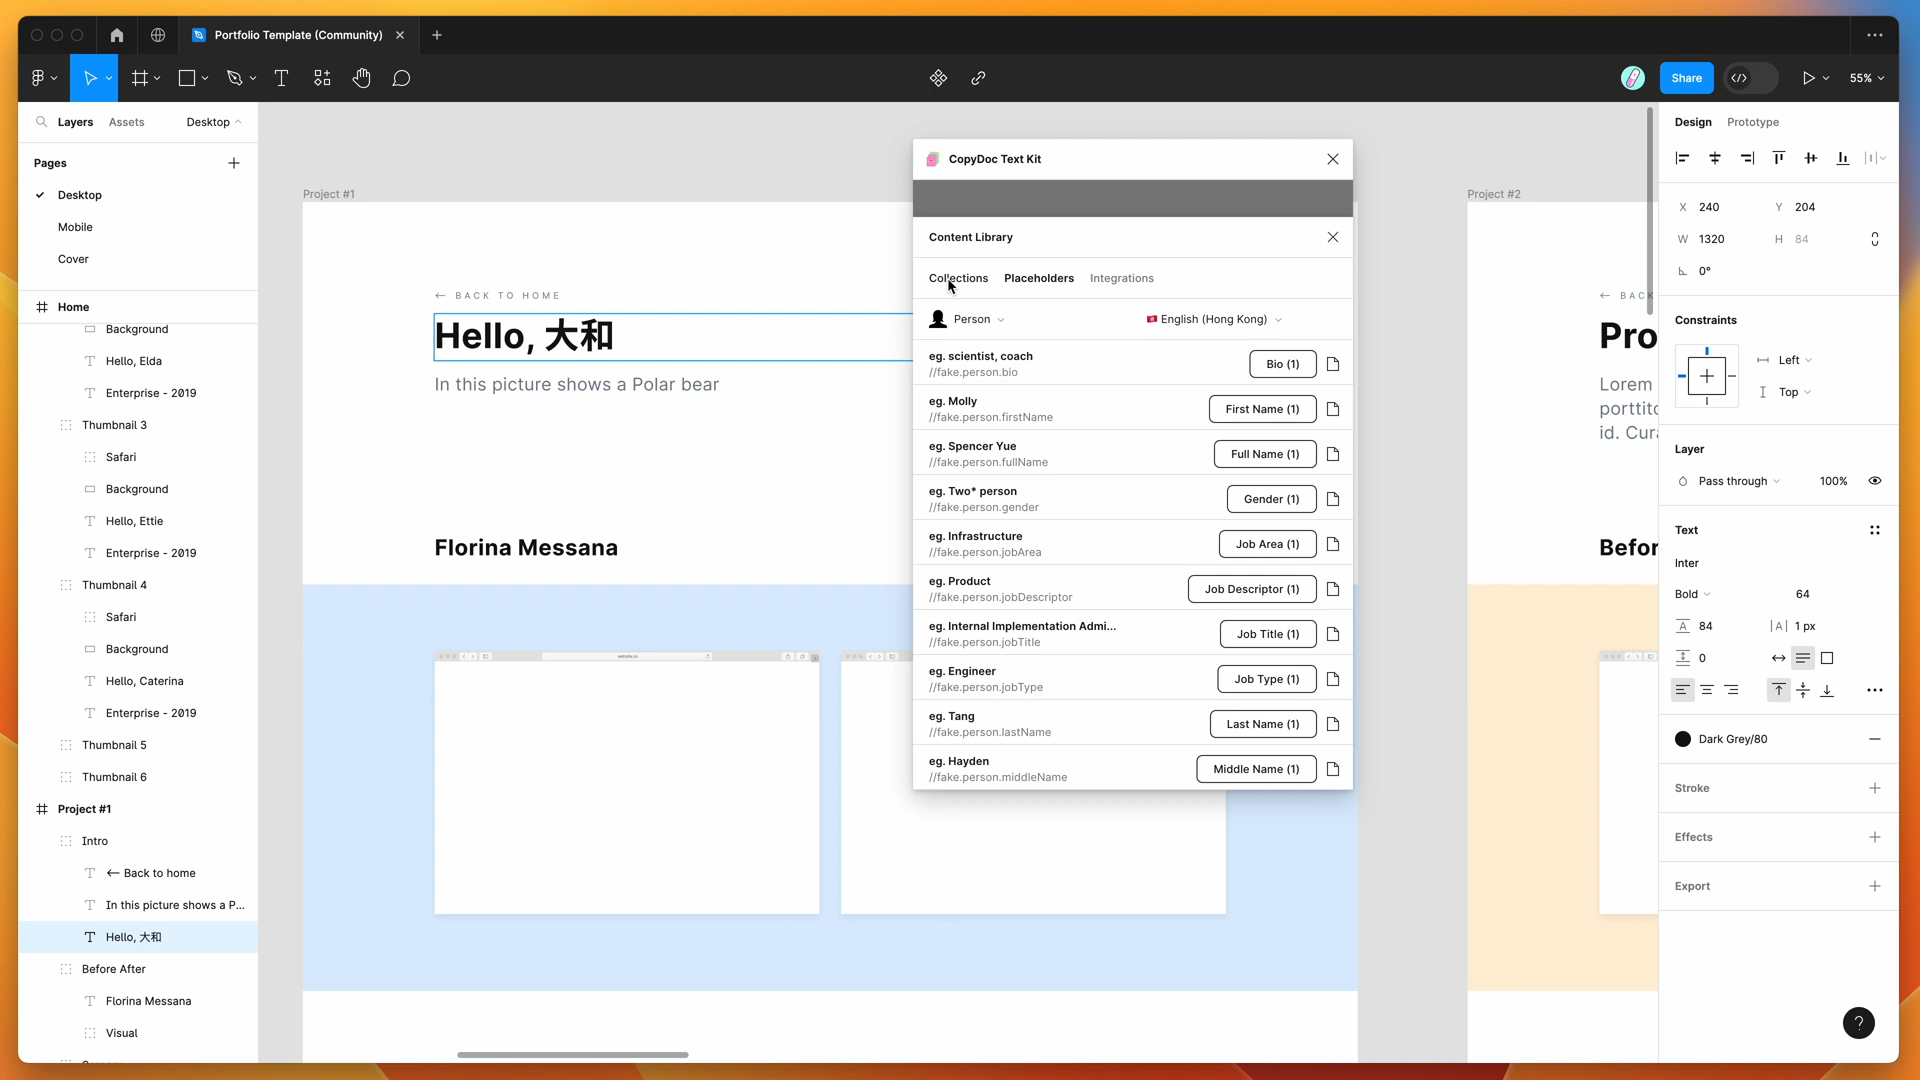 Portfolio Template (Community)
Share
55%
Layers
Assets
Desktop
Pages
Desktop
Mobile
Cover
Home
Background
Hello, Elda
Enterprise - 2019
Thumbnail 3
Safari
Background
Hello, Ettie
Enterprise - 2019
Thumbnail 4
Safari
Background
Hello, Caterina
Enterprise - 2019
Thumbnail 5
Thumbnail 6
Project #1
Intro
← Back to home
In this picture shows a P...
Hello, 大和
Before After
Florina Messana
Visual
Project #1
← BACK TO HOME
Hello, 大和
In this picture shows a Polar bear
Florina Messana
CopyDoc Text Kit
Content Library
Collections
Placeholders
Integrations
Person
English (Hong Kong)
eg. scientist, coach
//fake.person.bio
Bio (1)
eg. Molly
//fake.person.firstName
First Name (1)
eg. Spencer Yue
//fake.person.fullName
Full Name (1)
eg. Two* person
//fake.person.gender
Gender (1)
eg. Infrastructure
//fake.person.jobArea
Job Area (1)
eg. Product
//fake.person.jobDescriptor
Job Descriptor (1)
eg. Internal Implementation Admi...
//fake.person.jobTitle
Job Title (1)
eg. Engineer
//fake.person.jobType
Job Type (1)
eg. Tang
//fake.person.lastName
Last Name (1)
eg. Hayden
//fake.person.middleName
Middle Name (1)
Project #2
← BACK
Pro
Lorem
porttit
id. Cura
Befor
Design
Prototype
X 240
Y 204
W 1320
H 84
0°
Constraints
Left
Top
Layer
Pass through
100%
Text
Inter
Bold
64
84
1 px
0
Dark Grey/80
Stroke
Effects
Export
?